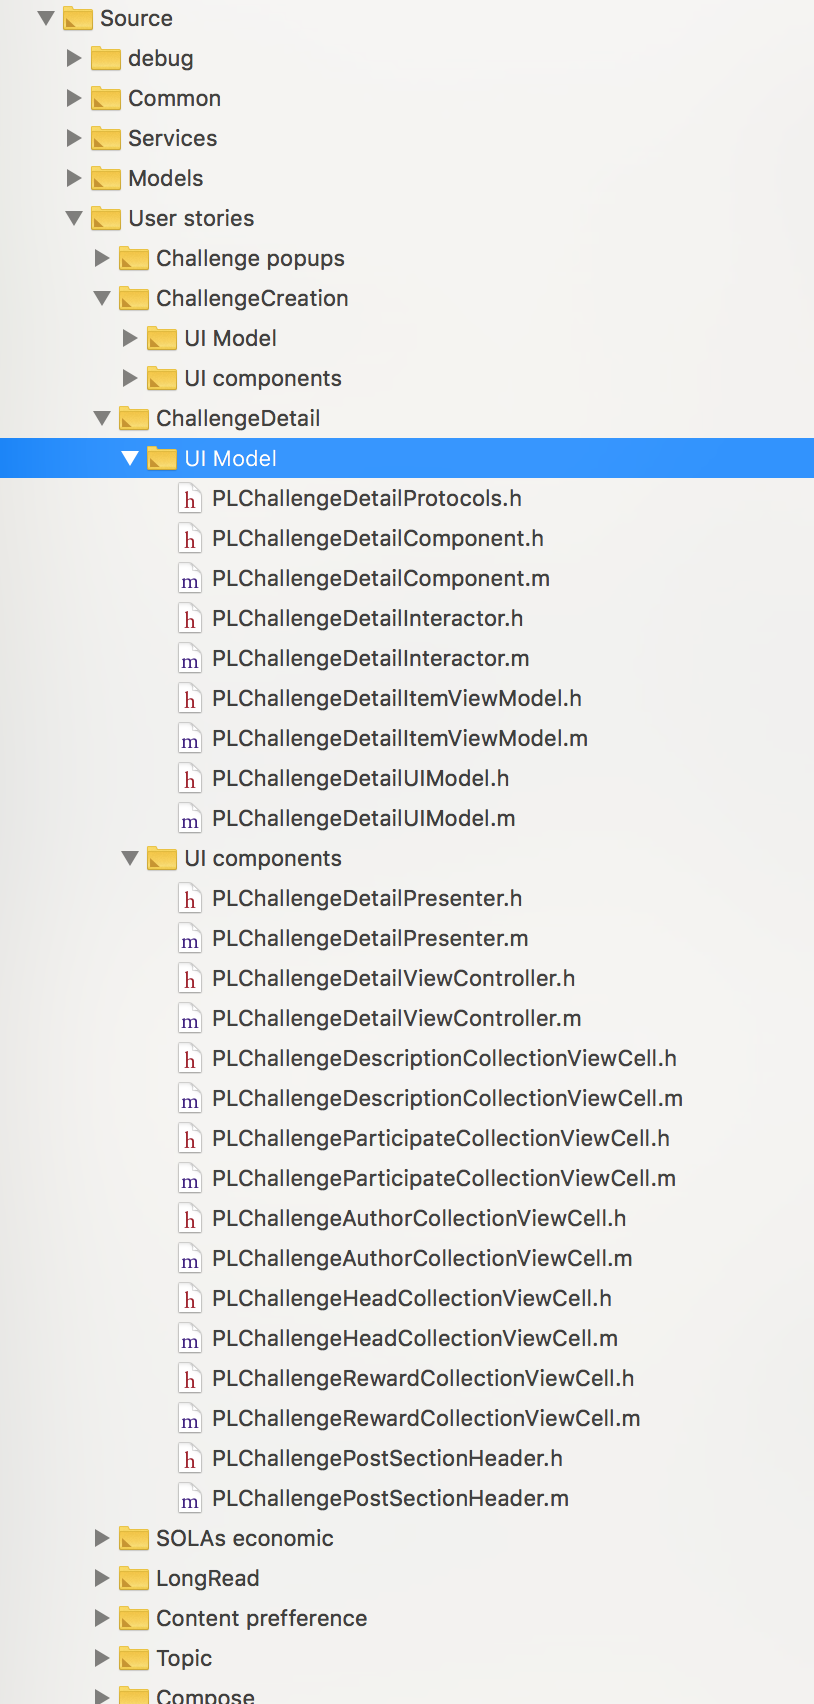 Source
debug
Common
Services
Models
User stories
Challenge popups
ChallengeCreation
UI Model
UI components
ChallengeDetail
UI Model
h PLChallengeDetailProtocols.h
h PLChallengeDetailComponent.h
m PLChallengeDetailComponent.m
h PLChallengeDetailInteractor.h
m PLChallengeDetailInteractor.m
h PLChallengeDetailItemViewModel.h
m PLChallengeDetailItemViewModel.m
h PLChallengeDetailUIModel.h
m PLChallengeDetailUIModel.m
UI components
h PLChallengeDetailPresenter.h
m PLChallengeDetailPresenter.m
h PLChallengeDetailViewController.h
m PLChallengeDetailViewController.m
h PLChallengeDescriptionCollectionViewCell.h
m PLChallengeDescriptionCollectionViewCell.m
h PLChallengeParticipateCollectionViewCell.h
m PLChallengeParticipateCollectionViewCell.m
h PLChallengeAuthorCollectionViewCell.h
m PLChallengeAuthorCollectionViewCell.m
h PLChallengeHeadCollectionViewCell.h
m PLChallengeHeadCollectionViewCell.m
h PLChallengeRewardCollectionViewCell.h
m PLChallengeRewardCollectionViewCell.m
h PLChallengePostSectionHeader.h
m PLChallengePostSectionHeader.m
SOLAs economic
LongRead
Content prefference
Topic
Compose